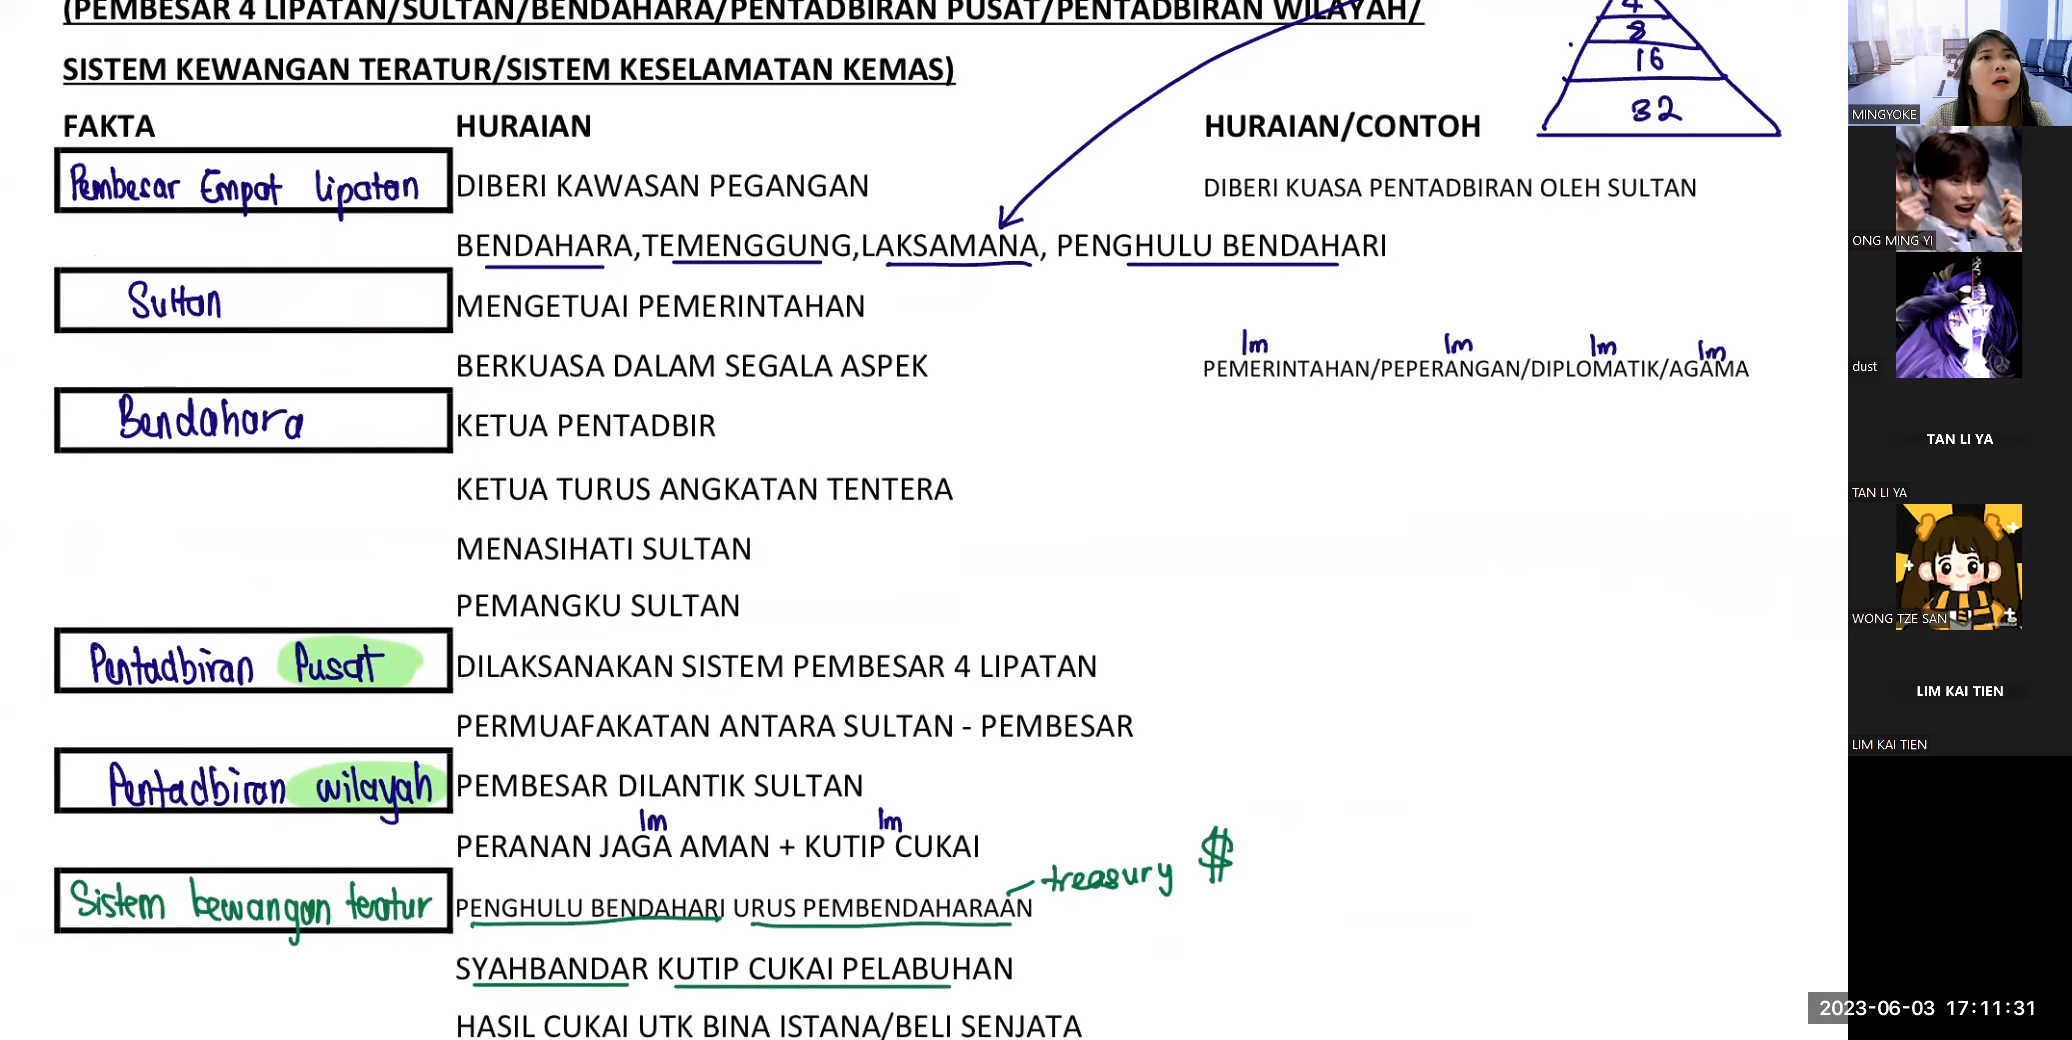 (PEMBESAR 4 LIPATAN/SULTAN/BENDAHARA/PENTADBIRAN PUSAT/PENTADBIRAN WILAYAH/
SISTEM KEWANGAN TERATUR/SISTEM KESELAMATAN KEMAS)
4
8
16
32
FAKTA HURAIAN HURAIAN/CONTOH
Pembesar Empat lipatan DIBERI KAWASAN PEGANGAN DIBERI KUASA PENTADBIRAN OLEH SULTAN
BENDAHARA,TEMENGGUNG,LAKSAMANA, PENGHULU BENDAHARI
Sultan MENGETUAI PEMERINTAHAN
1m 1m 1m 1m
BERKUASA DALAM SEGALA ASPEK PEMERINTAHAN/PEPERANGAN/DIPLOMATIK/AGAMA
Bendahara KETUA PENTADBIR
KETUA TURUS ANGKATAN TENTERA
MENASIHATI SULTAN
PEMANGKU SULTAN
Pentadbiran Pusat DILAKSANAKAN SISTEM PEMBESAR 4 LIPATAN
PERMUAFAKATAN ANTARA SULTAN - PEMBESAR
Pentadbiran wilayah PEMBESAR DILANTIK SULTAN
1m 1m
PERANAN JAGA AMAN + KUTIP CUKAI
treasury $
Sistem kewangan teratur PENGHULU BENDAHARI URUS PEMBENDAHARAAN
SYAHBANDAR KUTIP CUKAI PELABUHAN
HASIL CUKAI UTK BINA ISTANA/BELI SENJATA
MINGYOKE
ONG MING YI
dust
TAN LI YA
TAN LI YA
WONG TZE SAN
LIM KAI TIEN
LIM KAI TIEN
2023-06-03 17:11:31